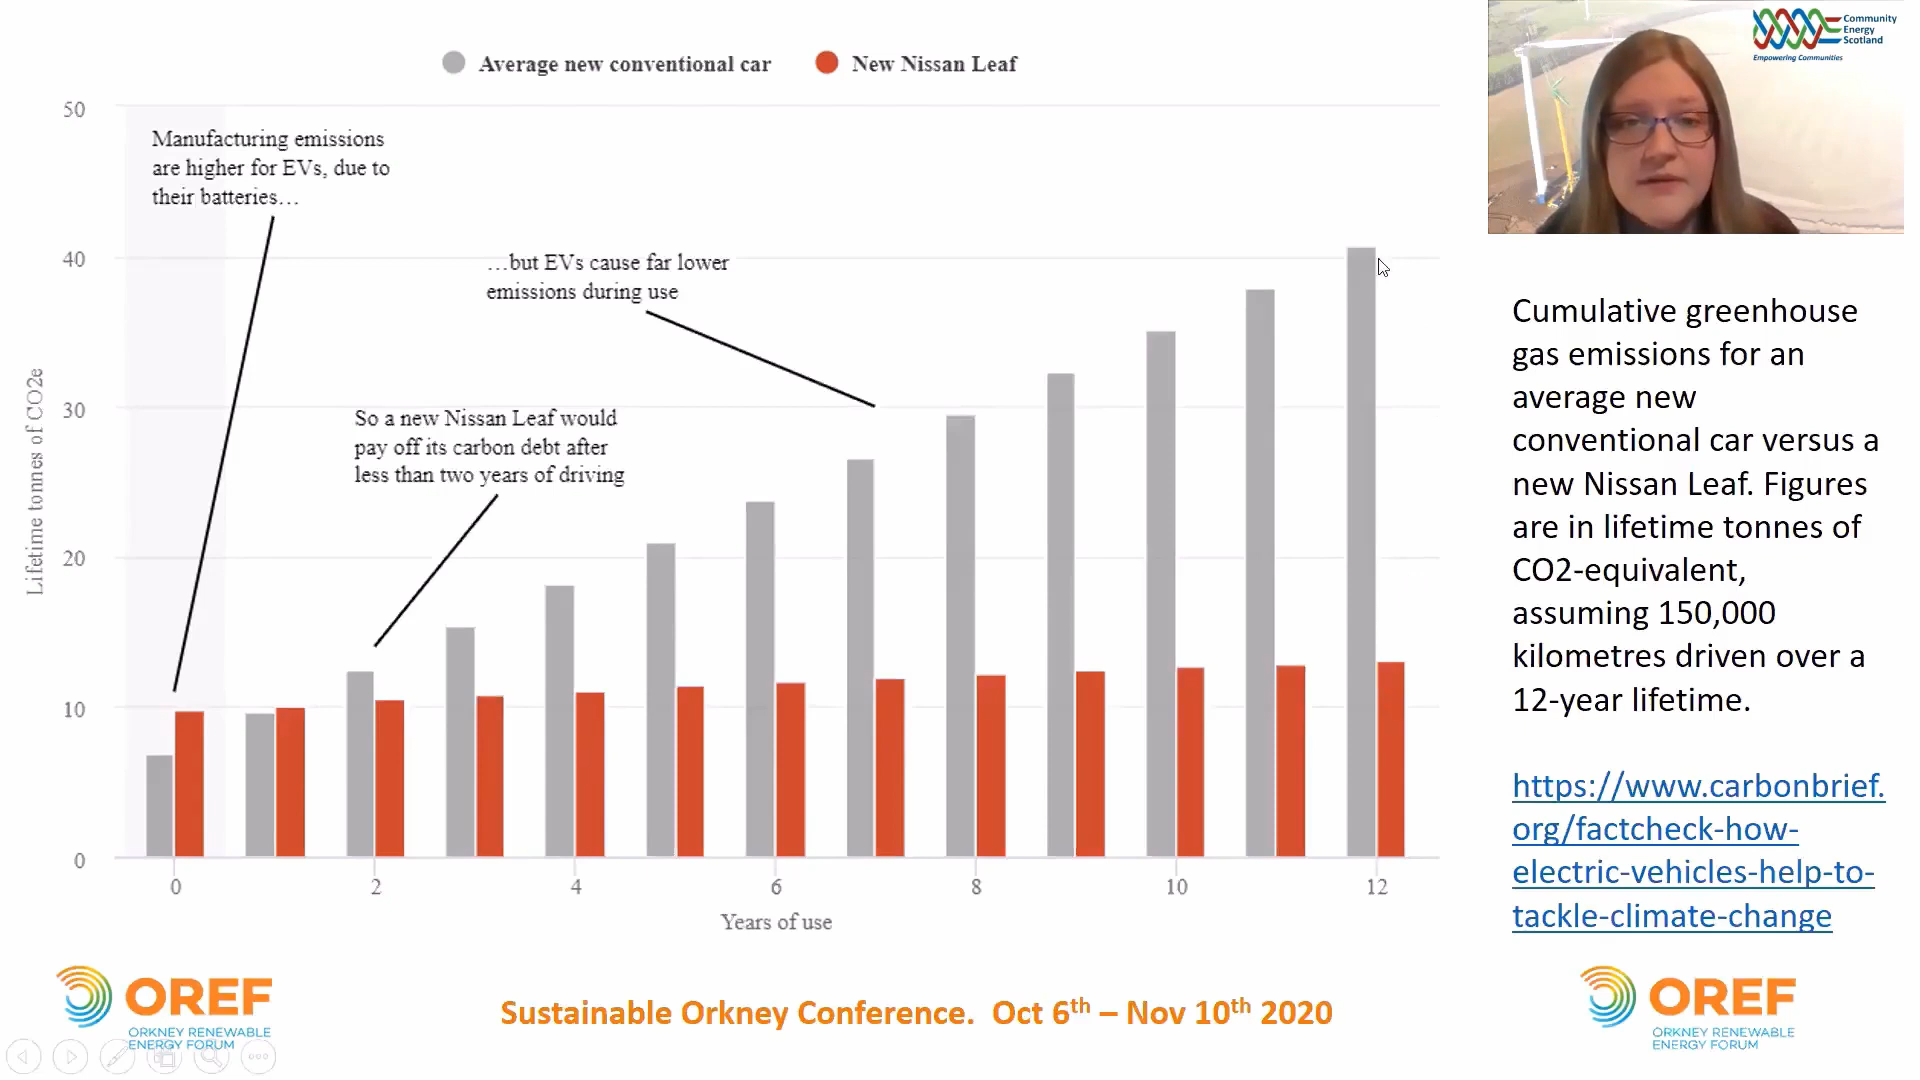 Average new conventional car
New Nissan Leaf
50
40
30
20
10
0
Lifetime tonnes of CO2e
Manufacturing emissions
are higher for EVs, due to
their batteries…
…but EVs cause far lower
emissions during use
So a new Nissan Leaf would
pay off its carbon debt after
less than two years of driving
0
2
4
6
8
10
12
Years of use
Community
Energy
Scotland
Empowering Communities
Cumulative greenhouse
gas emissions for an
average new
conventional car versus a
new Nissan Leaf. Figures
are in lifetime tonnes of
CO2-equivalent,
assuming 150,000
kilometres driven over a
12-year lifetime.
https://www.carbonbrief.
org/factcheck-how-
electric-vehicles-help-to-
tackle-climate-change
OREF
ORKNEY RENEWABLE
ENERGY FORUM
Sustainable Orkney Conference. Oct 6th – Nov 10th 2020
OREF
ORKNEY RENEWABLE
ENERGY FORUM